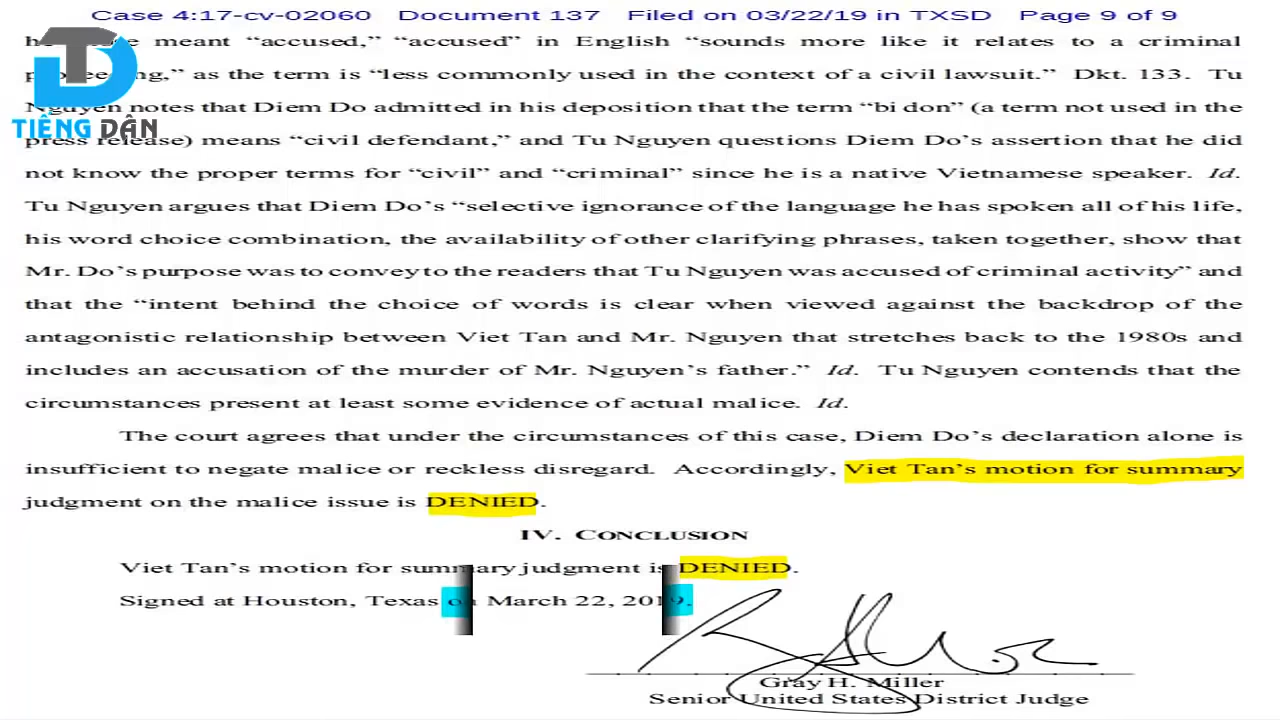 Case 4:17-cv-02060 Document 137 Filed on 03/22/19 in TXSD Page 9 of 9
meant “accused,” “accused” in English “sounds more like it relates to a criminal
as the term is “less commonly used in the context of a civil lawsuit.” Dkt. 133. Tu
Nguyen notes that Diem Do admitted in his deposition that the term “bi don” (a term not used in the
TIẾNG DÂN
press release) means “civil defendant,” and Tu Nguyen questions Diem Do’s assertion that he did
not know the proper terms for “civil” and “criminal” since he is a native Vietnamese speaker. Id.
Tu Nguyen argues that Diem Do’s “selective ignorance of the language he has spoken all of his life,
his word choice combination, the availability of other clarifying phrases, taken together, show that
Mr. Do’s purpose was to convey to the readers that Tu Nguyen was accused of criminal activity” and
that the “intent behind the choice of words is clear when viewed against the backdrop of the
antagonistic relationship between Viet Tan and Mr. Nguyen that stretches back to the 1980s and
includes an accusation of the murder of Mr. Nguyen’s father.” Id. Tu Nguyen contends that the
circumstances present at least some evidence of actual malice. Id.
The court agrees that under the circumstances of this case, Diem Do’s declaration alone is
insufficient to negate malice or reckless disregard. Accordingly, Viet Tan’s motion for summary
judgment on the malice issue is DENIED.
IV. CONCLUSION
Viet Tan’s motion for summary judgment is DENIED.
Signed at Houston, Texas on March 22, 2019.
Gray H. Miller
Senior United States District Judge